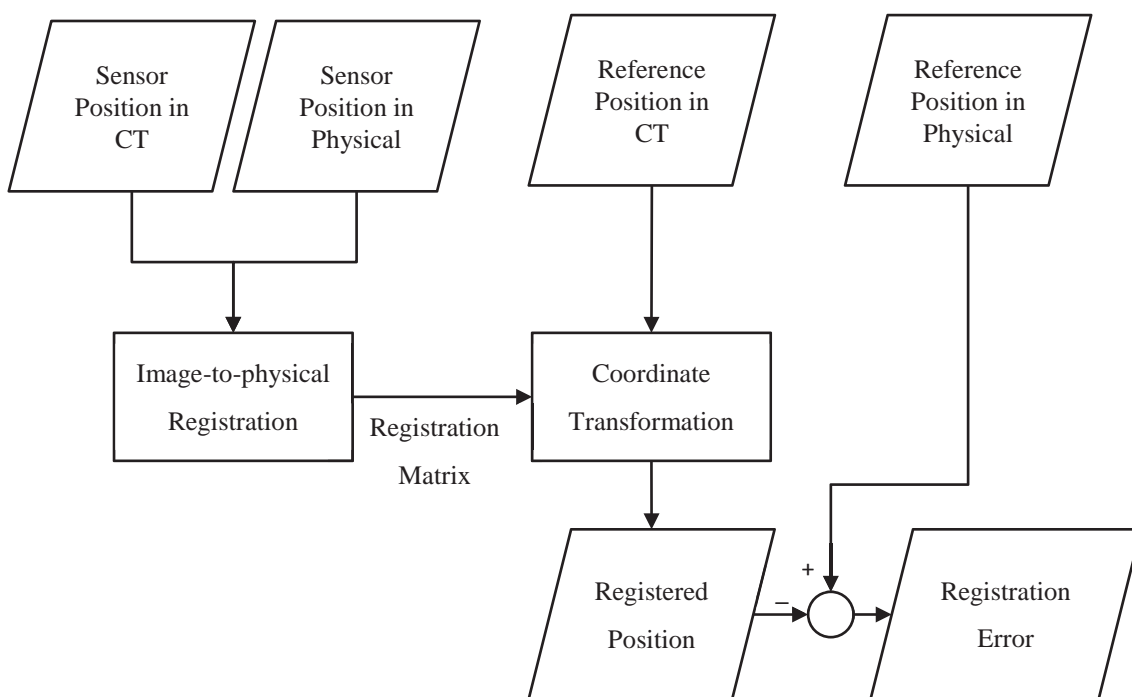 Sensor
Position in
CT
Sensor
Position in
Physical
Reference
Position in
CT
Reference
Position in
Physical
Image-to-physical
Registration
Registration
Matrix
Coordinate
Transformation
Registered
Position
–
+
Registration
Error